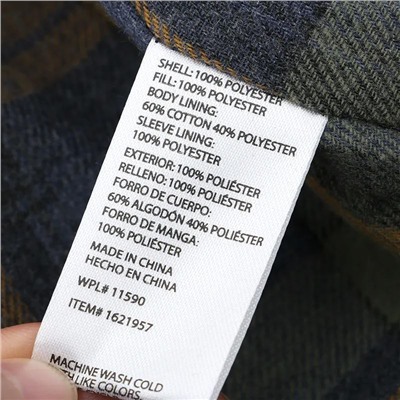 SHELL: 100% POLYESTER
FILL: 100% POLYESTER
BODY LINING:
60% COTTON 40% POLYESTER
SLEEVE LINING:
100% POLYESTER
EXTERIOR: 100% POLIÉSTER
RELLENO: 100% POLIÉSTER
FORRO DE CUERPO:
60% ALGODÓN 40% POLIÉSTER
FORRO DE MANGA:
100% POLIÉSTER
MADE IN CHINA
HECHO EN CHINA
WPL# 11590
ITEM# 1621957
MACHINE WASH COLD
WITH LIKE COLORS.